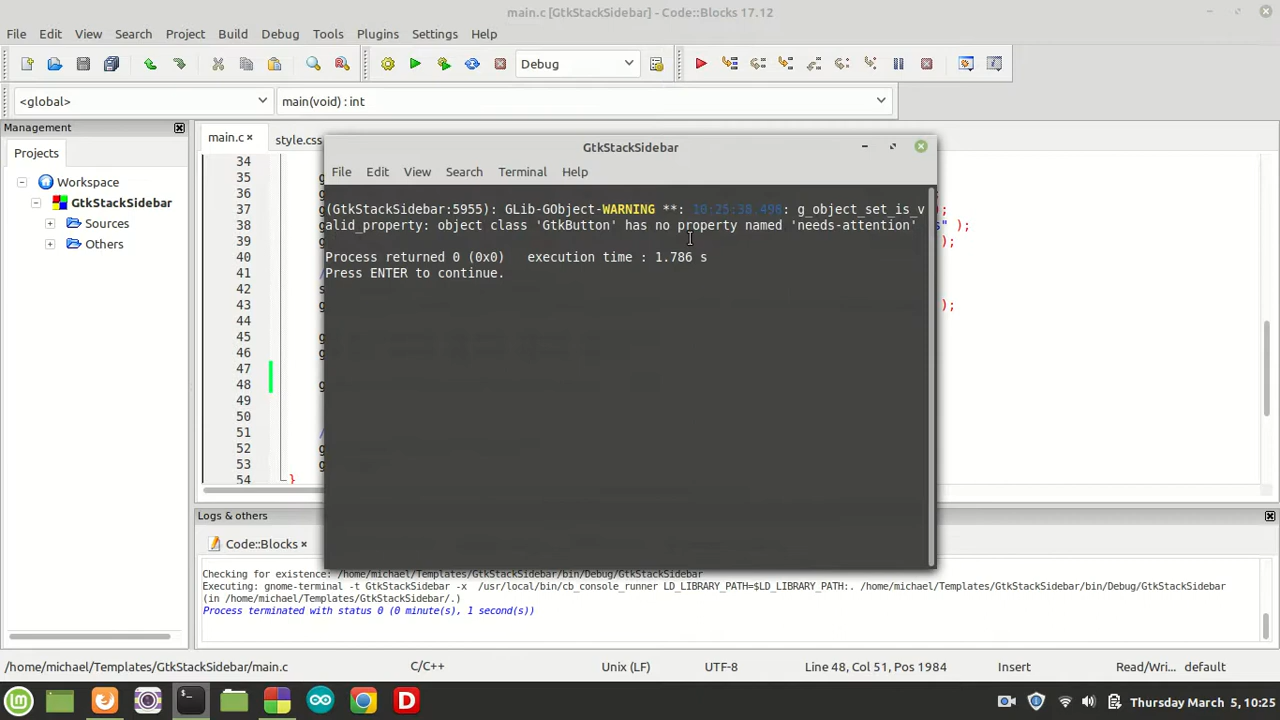 main.c [GtkStackSidebar] - Code::Blocks 17.12
File Edit View Search Project Build Debug Tools Plugins Settings Help
Debug
<global>
main(void) : int
Management
Projects
Workspace
GtkStackSidebar
Sources
Others
main.c
style.css
34
35
36
37
38
39
40
41
42
43
44
45
46
47
48
49
50
51
52
53
54
GtkStackSidebar
File Edit View Search Terminal Help
(GtkStackSidebar:5955): GLib-GObject-WARNING **: 10:25:38.496: g_object_set_is_v
alid_property: object class 'GtkButton' has no property named 'needs-attention'
Process returned 0 (0x0)   execution time : 1.786 s
Press ENTER to continue.
Logs & others
Code::Blocks
Checking for existence: /home/michael/Templates/GtkStackSidebar/bin/Debug/GtkStackSidebar
Executing: gnome-terminal -t GtkStackSidebar -x  /usr/local/bin/cb_console_runner LD_LIBRARY_PATH=$LD_LIBRARY_PATH:. /home/michael/Templates/GtkStackSidebar/bin/Debug/GtkStackSidebar
(in /home/michael/Templates/GtkStackSidebar/.)
Process terminated with status 0 (0 minute(s), 1 second(s))
/home/michael/Templates/GtkStackSidebar/main.c C/C++ Unix (LF) UTF-8 Line 48, Col 51, Pos 1984 Insert Read/Wri... default
Thursday March 5, 10:25